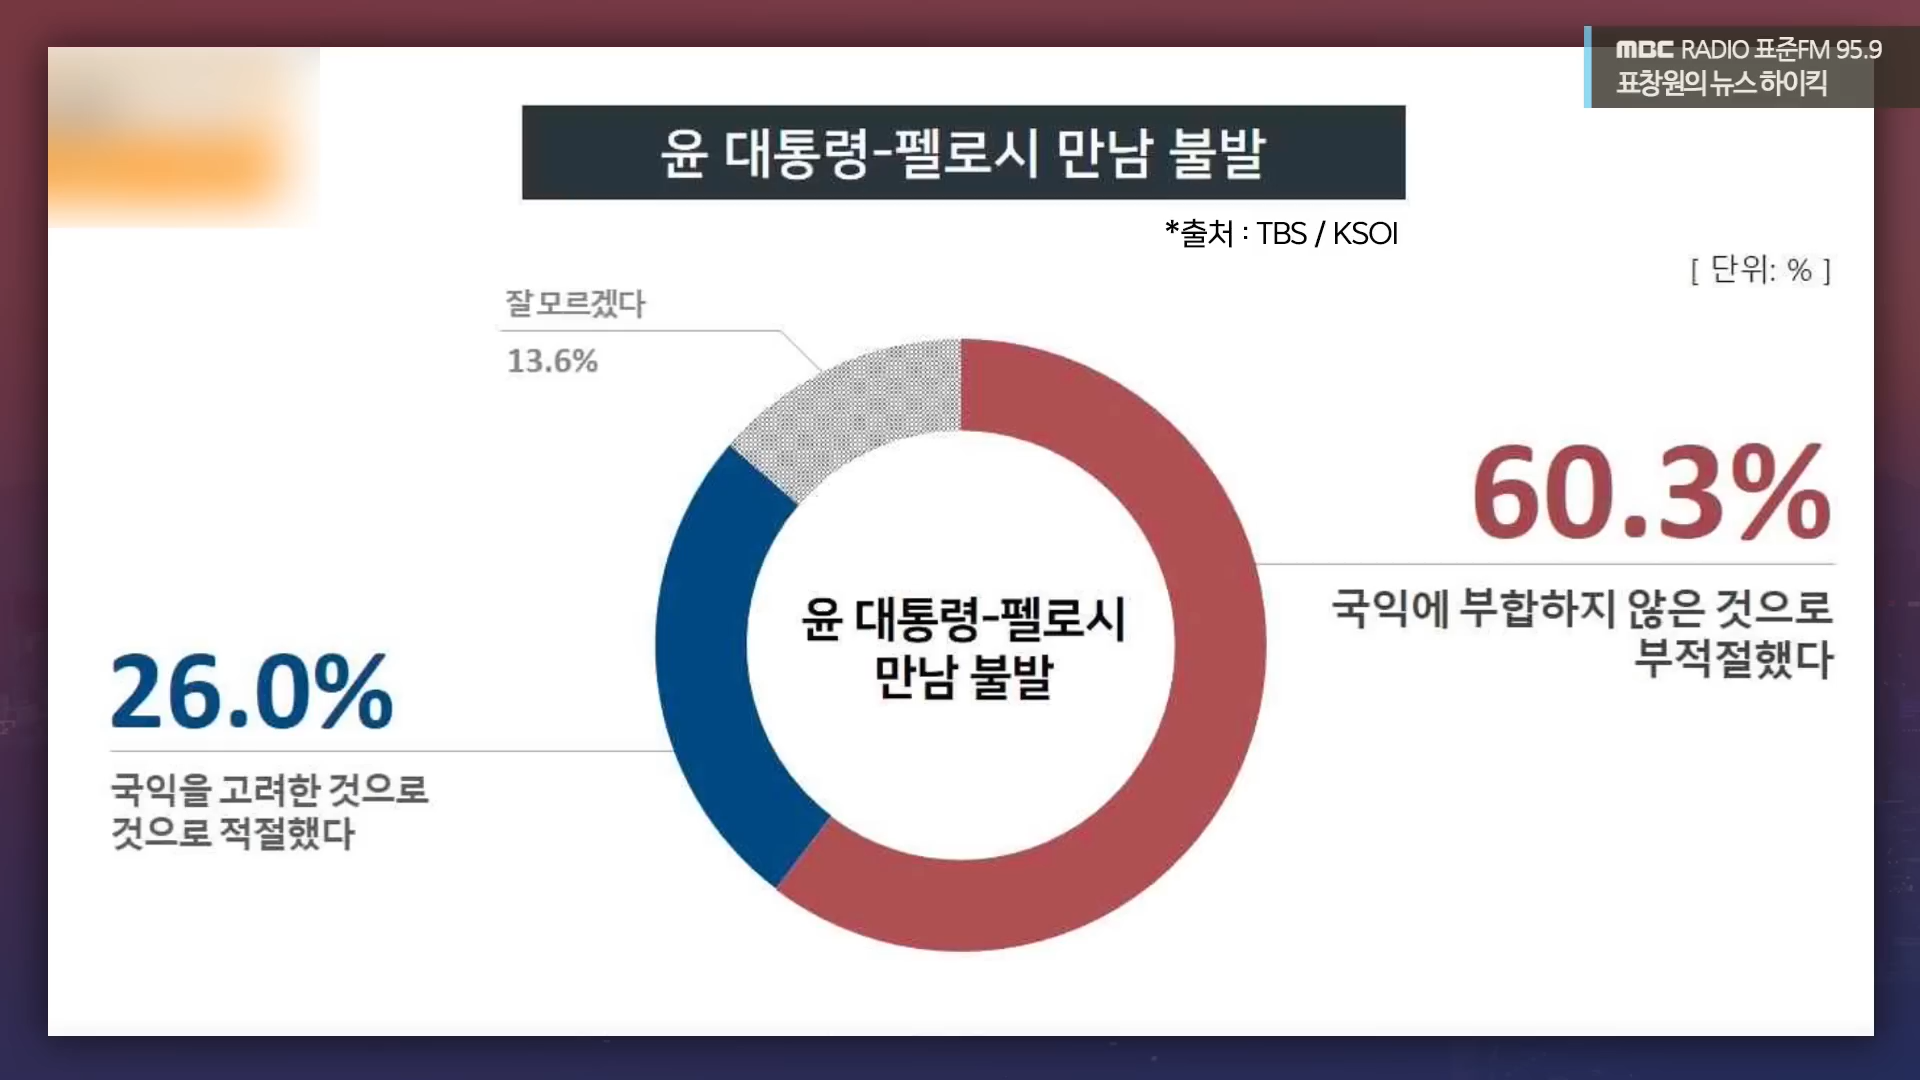 MBC RADIO 표준FM 95.9
표창원의 뉴스 하이킥
윤 대통령-펠로시 만남 불발
*출처 : TBS / KSOI
[ 단위: % ]
잘모르겠다
13.6%
60.3%
국익에 부합하지 않은 것으로
부적절했다
윤 대통령-펠로시
만남 불발
26.0%
국익을 고려한 것으로
것으로 적절했다